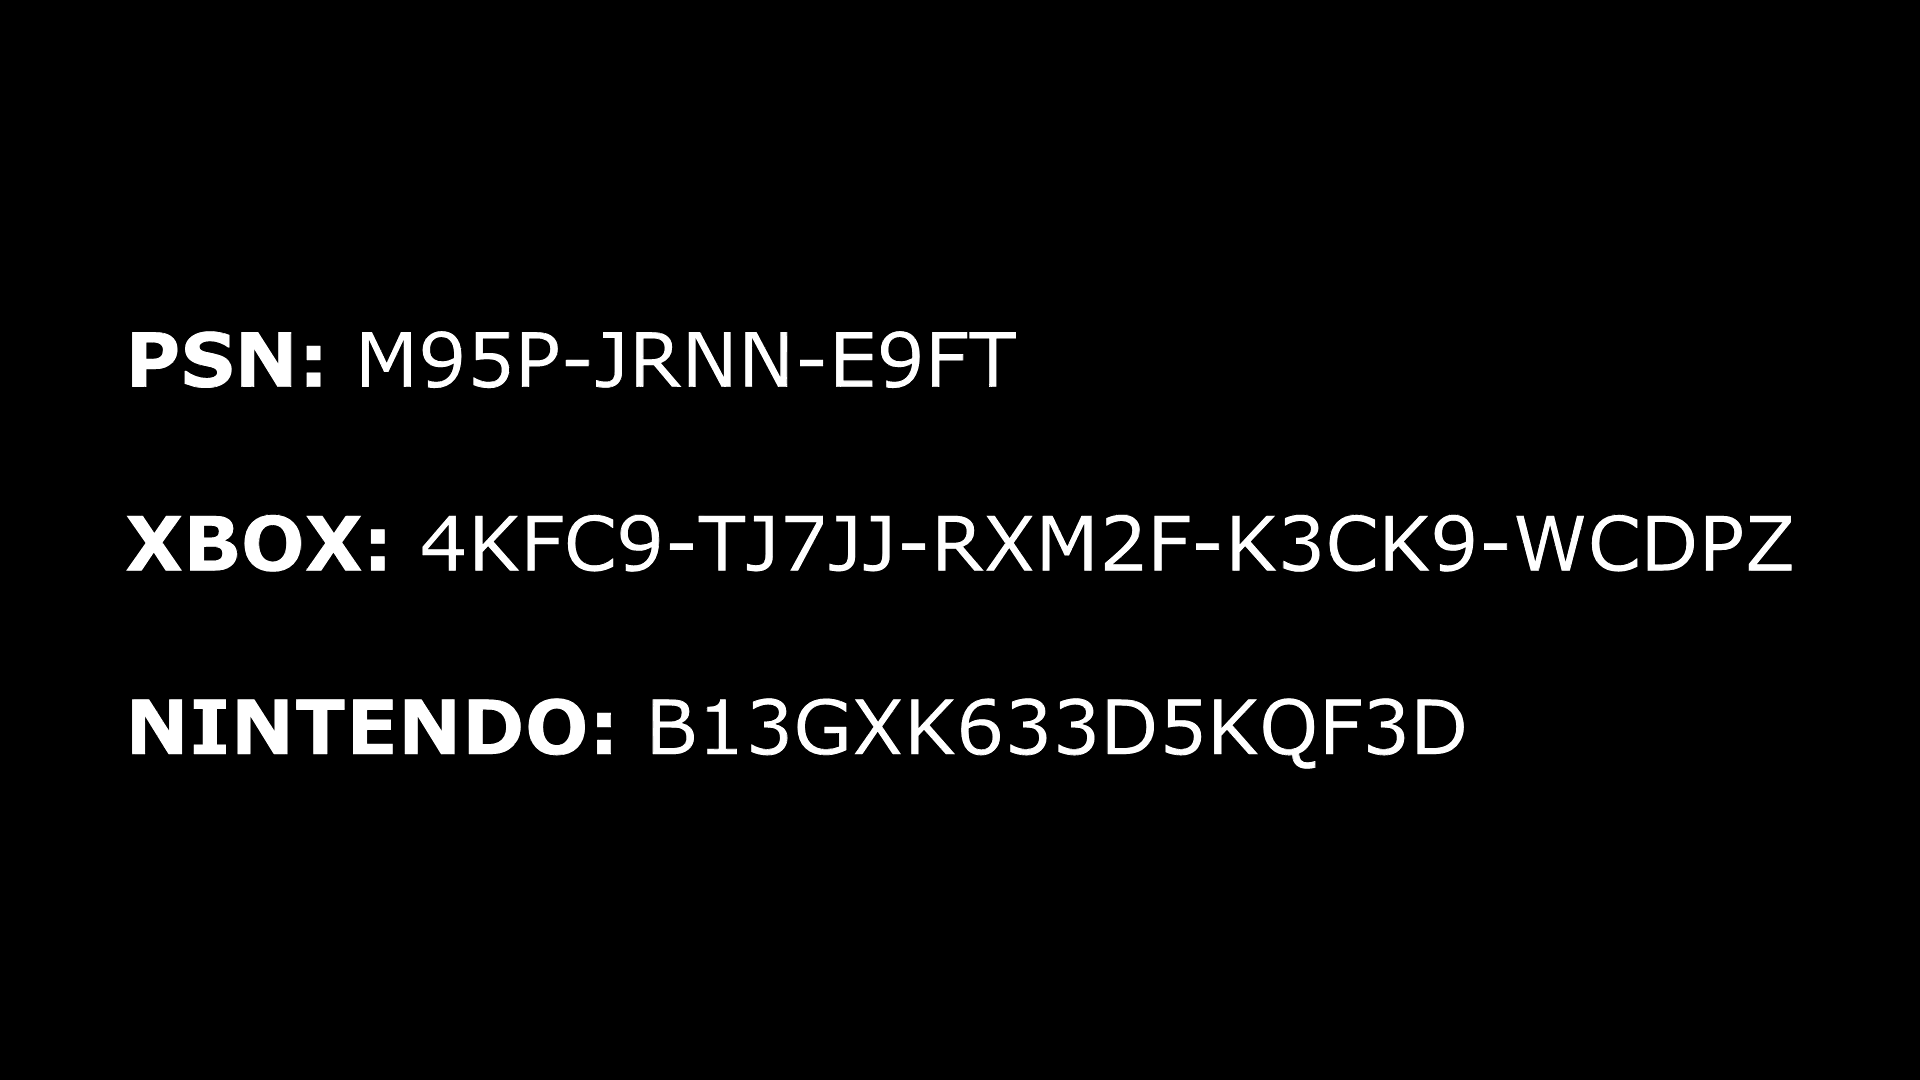 PSN: M95P-JRNN-E9FT
XBOX: 4KFC9-TJ7JJ-RXM2F-K3CK9-WCDPZ
NINTENDO: B13GXK633D5KQF3D